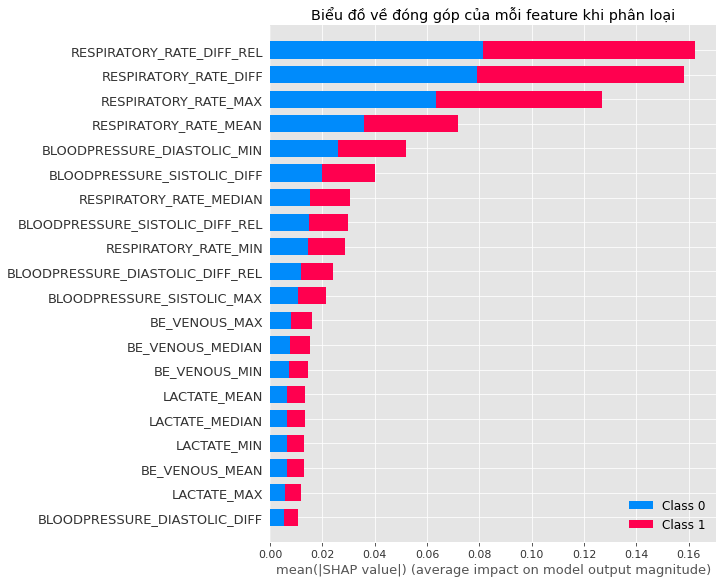 Biểu đồ về đóng góp của mỗi feature khi phân loại
RESPIRATORY_RATE_DIFF_REL
RESPIRATORY_RATE_DIFF
RESPIRATORY_RATE_MAX
RESPIRATORY_RATE_MEAN
BLOODPRESSURE_DIASTOLIC_MIN
BLOODPRESSURE_SISTOLIC_DIFF
RESPIRATORY_RATE_MEDIAN
BLOODPRESSURE_SISTOLIC_DIFF_REL
RESPIRATORY_RATE_MIN
BLOODPRESSURE_DIASTOLIC_DIFF_REL
BLOODPRESSURE_SISTOLIC_MAX
BE_VENOUS_MAX
BE_VENOUS_MEDIAN
BE_VENOUS_MIN
LACTATE_MEAN
LACTATE_MEDIAN
LACTATE_MIN
BE_VENOUS_MEAN
LACTATE_MAX
BLOODPRESSURE_DIASTOLIC_DIFF
Class 0
Class 1
0.00 0.02 0.04 0.06 0.08 0.10 0.12 0.14 0.16
mean(|SHAP value|) (average impact on model output magnitude)